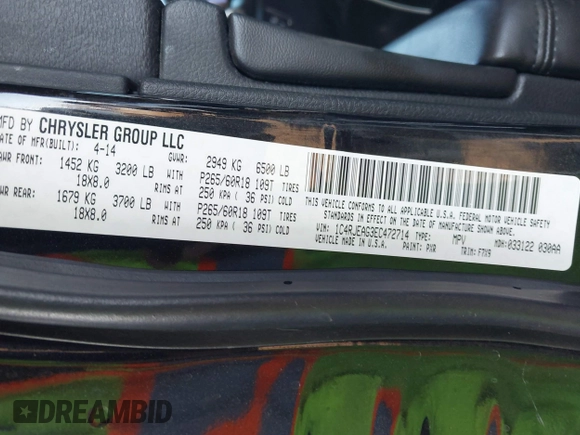 MFD BY CHRYSLER GROUP LLC
DATE OF MFR(BUILT): 4-14 GVWR: 2949 KG 6500 LB
GAWR FRONT: 1452 KG 3200 LB WITH P265/60R18 109T TIRES
18X8.0 RIMS AT 250 KPA ( 36 PSI) COLD
GAWR REAR: 1679 KG 3700 LB WITH P265/60R18 109T TIRES
18X8.0 RIMS AT 250 KPA ( 36 PSI) COLD
THIS VEHICLE CONFORMS TO ALL APPLICABLE U.S.A. FEDERAL MOTOR VEHICLE SAFETY
STANDARDS IN EFFECT ON THE DATE OF MANUFACTURE SHOWN ABOVE.
VIN: 1C4RJEAG3EC472714 TYPE: MPV MDH: 033122 030AA
VEHICLE MADE IN U.S.A. PAINT: PXR TRIM: F7X9
DREAMBID